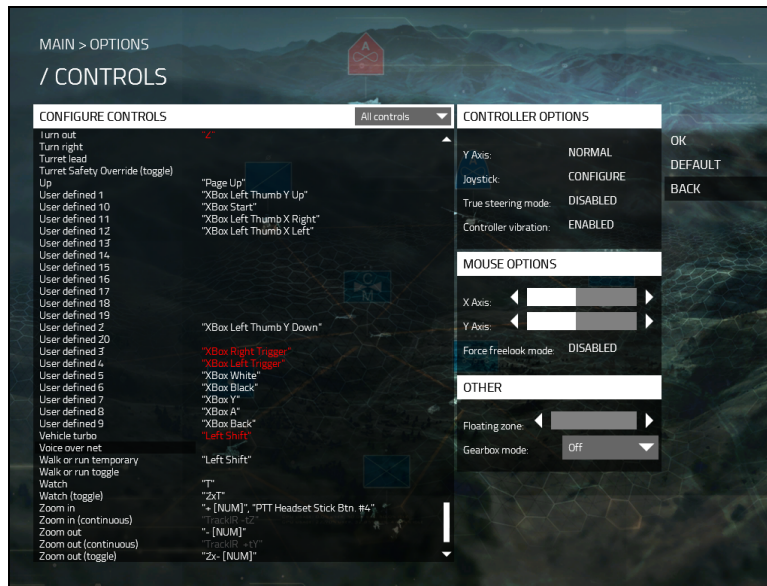 MAIN > OPTIONS
/ CONTROLS
CONFIGURE CONTROLS
All controls
Turn out "Z"
Turn right
Turret lead
Turret Safety Override (toggle)
Up "Page Up"
User defined 1 "XBox Left Thumb Y Up"
User defined 10 "XBox Start"
User defined 11 "XBox Left Thumb X Right"
User defined 12 "XBox Left Thumb X Left"
User defined 13
User defined 14
User defined 15
User defined 16
User defined 17
User defined 18
User defined 19
User defined 2 "XBox Left Thumb Y Down"
User defined 20
User defined 3 "XBox Right Trigger"
User defined 4 "XBox Left Trigger"
User defined 5 "XBox White"
User defined 6 "XBox Black"
User defined 7 "XBox Y"
User defined 8 "XBox A"
User defined 9 "XBox Back"
Vehicle turbo "Left Shift"
Voice over net
Walk or run temporary "Left Shift"
Walk or run toggle
Watch "T"
Watch (toggle) "2xT"
Zoom in "+ [NUM]", "PTT Headset Stick Btn. #4"
Zoom in (continuous) "TrackIR -tZ"
Zoom out "- [NUM]"
Zoom out (continuous) "TrackIR +tY"
Zoom out (toggle) "2x- [NUM]"
CONTROLLER OPTIONS
Y Axis: NORMAL
Joystick: CONFIGURE
True steering mode: DISABLED
Controller vibration: ENABLED
MOUSE OPTIONS
X Axis:
Y Axis:
Force freelook mode: DISABLED
OTHER
Floating zone:
Gearbox mode: Off
OK
DEFAULT
BACK
A
C
N